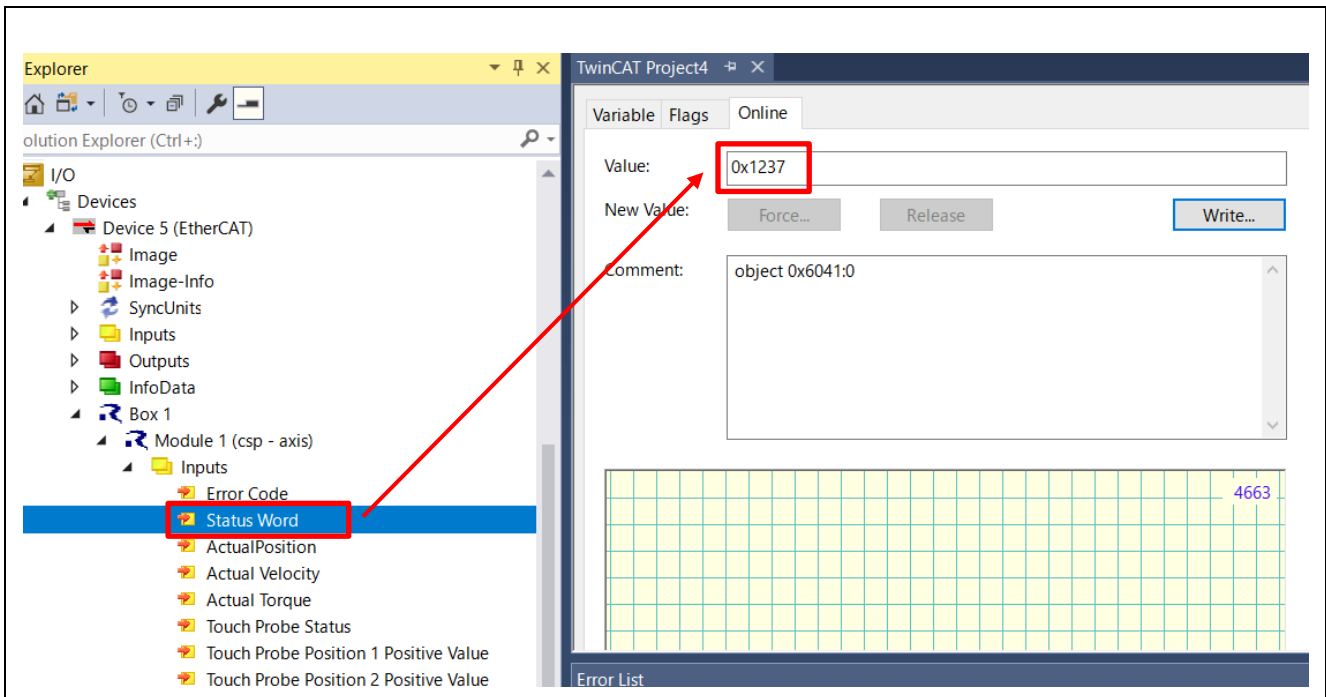 Explorer
olution Explorer (Ctrl+:)
I/O
Devices
Device 5 (EtherCAT)
Image
Image-Info
SyncUnits
Inputs
Outputs
InfoData
Box 1
Module 1 (csp - axis)
Inputs
Error Code
Status Word
ActualPosition
Actual Velocity
Actual Torque
Touch Probe Status
Touch Probe Position 1 Positive Value
Touch Probe Position 2 Positive Value
TwinCAT Project4
Variable Flags Online
Value: 0x1237
New Value: Force... Release Write...
Comment: object 0x6041:0
4663
Error List